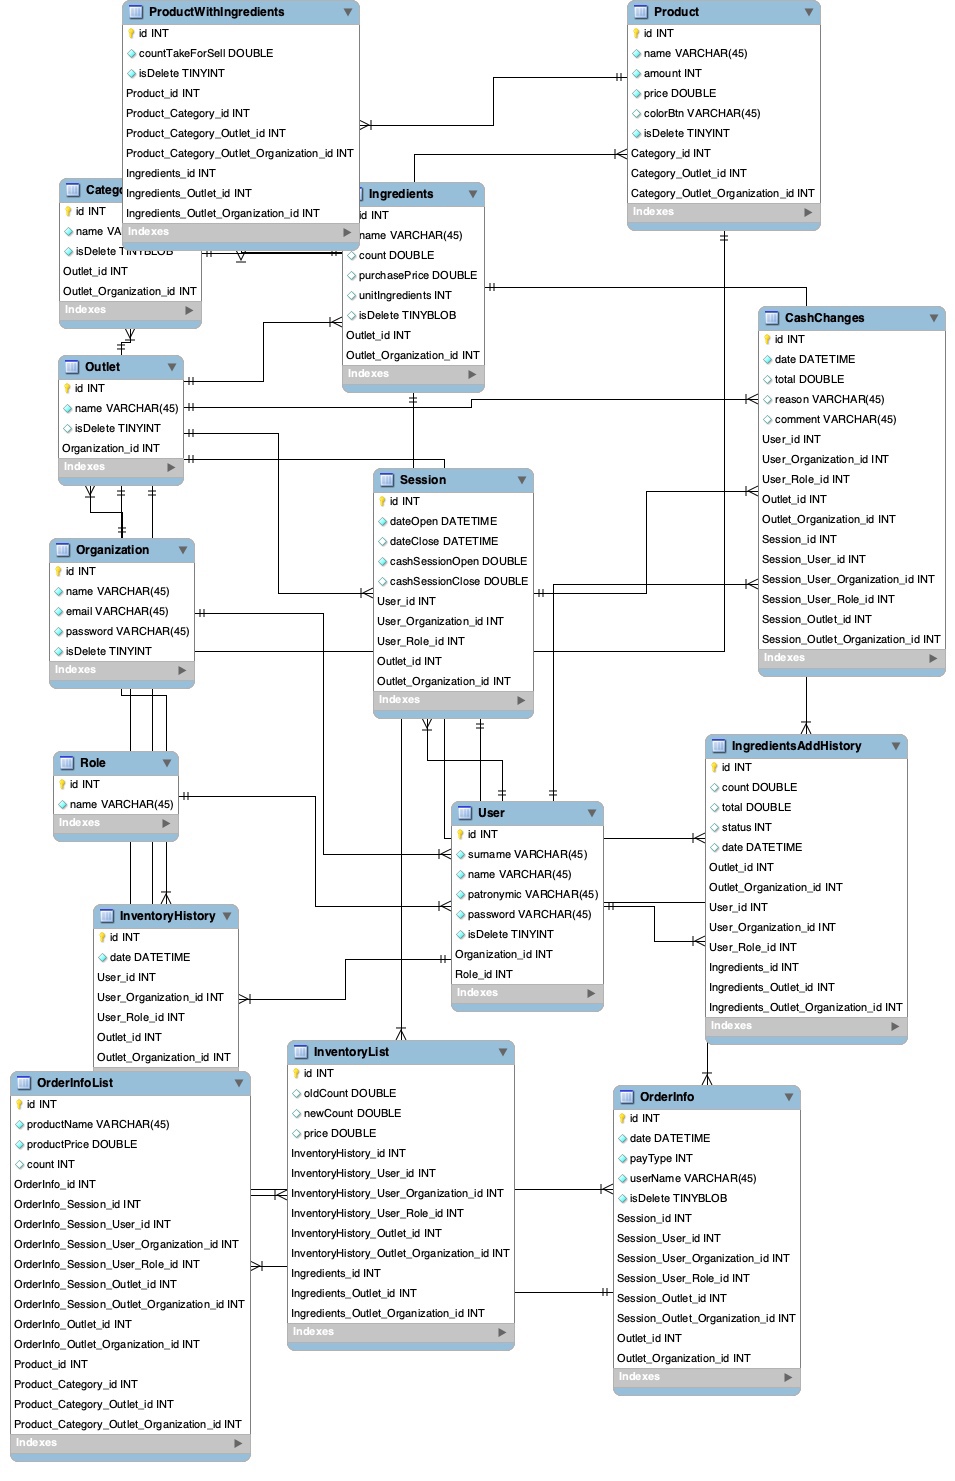 ProductWithIngredients
id INT
countTakeForSell DOUBLE
isDelete TINYINT
Product_id INT
Product_Category_id INT
Product_Category_Outlet_id INT
Product_Category_Outlet_Organization_id INT
Ingredients_id INT
Ingredients_Outlet_id INT
Ingredients_Outlet_Organization_id INT
Indexes
Product
id INT
name VARCHAR(45)
amount INT
price DOUBLE
colorBtn VARCHAR(45)
isDelete TINYINT
Category_id INT
Category_Outlet_id INT
Category_Outlet_Organization_id INT
Indexes
Catego
id INT
name VA
isDelete TINYBLOB
Outlet_id INT
Outlet_Organization_id INT
Indexes
Ingredients
id INT
name VARCHAR(45)
count DOUBLE
purchasePrice DOUBLE
unitIngredients INT
isDelete TINYBLOB
Outlet_id INT
Outlet_Organization_id INT
Indexes
CashChanges
id INT
date DATETIME
total DOUBLE
reason VARCHAR(45)
comment VARCHAR(45)
User_id INT
User_Organization_id INT
User_Role_id INT
Outlet_id INT
Outlet_Organization_id INT
Session_id INT
Session_User_id INT
Session_User_Organization_id INT
Session_User_Role_id INT
Session_Outlet_id INT
Session_Outlet_Organization_id INT
Indexes
Outlet
id INT
name VARCHAR(45)
isDelete TINYINT
Organization_id INT
Indexes
Session
id INT
dateOpen DATETIME
dateClose DATETIME
cashSessionOpen DOUBLE
cashSessionClose DOUBLE
User_id INT
User_Organization_id INT
User_Role_id INT
Outlet_id INT
Outlet_Organization_id INT
Indexes
Organization
id INT
name VARCHAR(45)
email VARCHAR(45)
password VARCHAR(45)
isDelete TINYINT
Indexes
Role
id INT
name VARCHAR(45)
Indexes
User
id INT
surname VARCHAR(45)
name VARCHAR(45)
patronymic VARCHAR(45)
password VARCHAR(45)
isDelete TINYINT
Organization_id INT
Role_id INT
Indexes
IngredientsAddHistory
id INT
count DOUBLE
total DOUBLE
status INT
date DATETIME
Outlet_id INT
Outlet_Organization_id INT
User_id INT
User_Organization_id INT
User_Role_id INT
Ingredients_id INT
Ingredients_Outlet_id INT
Ingredients_Outlet_Organization_id INT
Indexes
InventoryHistory
id INT
date DATETIME
User_id INT
User_Organization_id INT
User_Role_id INT
Outlet_id INT
Outlet_Organization_id INT
OrderInfoList
id INT
productName VARCHAR(45)
productPrice DOUBLE
count INT
OrderInfo_id INT
OrderInfo_Session_id INT
OrderInfo_Session_User_id INT
OrderInfo_Session_User_Organization_id INT
OrderInfo_Session_User_Role_id INT
OrderInfo_Session_Outlet_id INT
OrderInfo_Session_Outlet_Organization_id INT
OrderInfo_Outlet_id INT
OrderInfo_Outlet_Organization_id INT
Product_id INT
Product_Category_id INT
Product_Category_Outlet_id INT
Product_Category_Outlet_Organization_id INT
Indexes
InventoryList
id INT
oldCount DOUBLE
newCount DOUBLE
price DOUBLE
InventoryHistory_id INT
InventoryHistory_User_id INT
InventoryHistory_User_Organization_id INT
InventoryHistory_User_Role_id INT
InventoryHistory_Outlet_id INT
InventoryHistory_Outlet_Organization_id INT
Ingredients_id INT
Ingredients_Outlet_id INT
Ingredients_Outlet_Organization_id INT
Indexes
OrderInfo
id INT
date DATETIME
payType INT
userName VARCHAR(45)
isDelete TINYBLOB
Session_id INT
Session_User_id INT
Session_User_Organization_id INT
Session_User_Role_id INT
Session_Outlet_id INT
Session_Outlet_Organization_id INT
Outlet_id INT
Outlet_Organization_id INT
Indexes